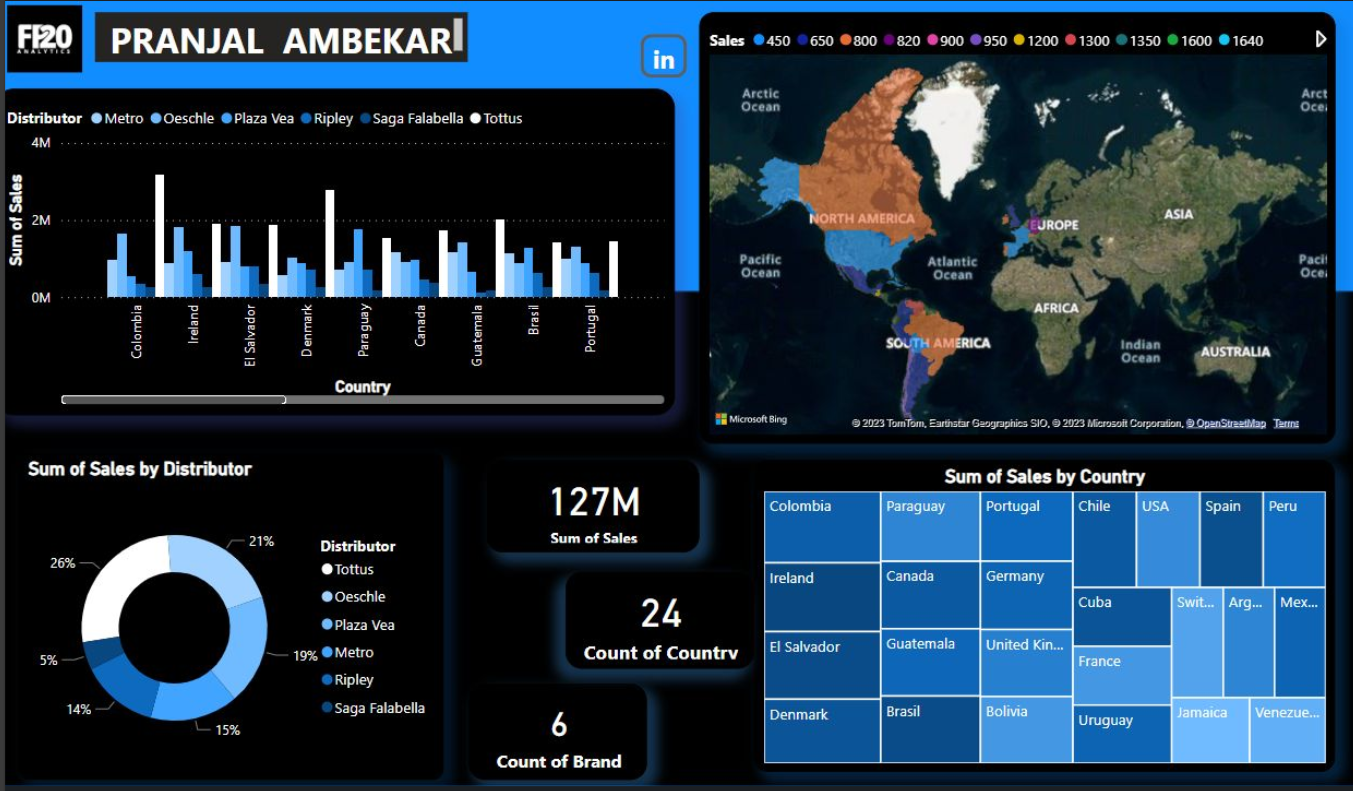 FP20
ANALYTICS
PRANJAL AMBEKAR
in
Distributor Metro Oeschle Plaza Vea Ripley Saga Falabella Tottus
Sum of Sales
4M
2M
0M
Colombia
Ireland
El Salvador
Denmark
Paraguay
Canada
Guatemala
Brasil
Portugal
Country
Sales 450 650 800 820 900 950 1200 1300 1350 1600 1640
Arctic
Ocean
Arct
Ocea
NORTH AMERICA
EUROPE
ASIA
Pacific
Ocean
Atlantic
Ocean
Pacif
Ocea
AFRICA
SOUTH AMERICA
Indian
Ocean
AUSTRALIA
Microsoft Bing
© 2023 TomTom, Earthstar Geographics SIO, © 2023 Microsoft Corporation, © OpenStreetMap Terms
Sum of Sales by Distributor
26%
21%
19%
15%
14%
5%
Distributor
Tottus
Oeschle
Plaza Vea
Metro
Ripley
Saga Falabella
127M
Sum of Sales
24
Count of Country
6
Count of Brand
Sum of Sales by Country
Colombia
Ireland
El Salvador
Denmark
Paraguay
Canada
Guatemala
Brasil
Portugal
Germany
United Kin...
Bolivia
Chile
USA
Spain
Peru
Cuba
France
Uruguay
Swit...
Arg...
Mex...
Jamaica
Venezue...